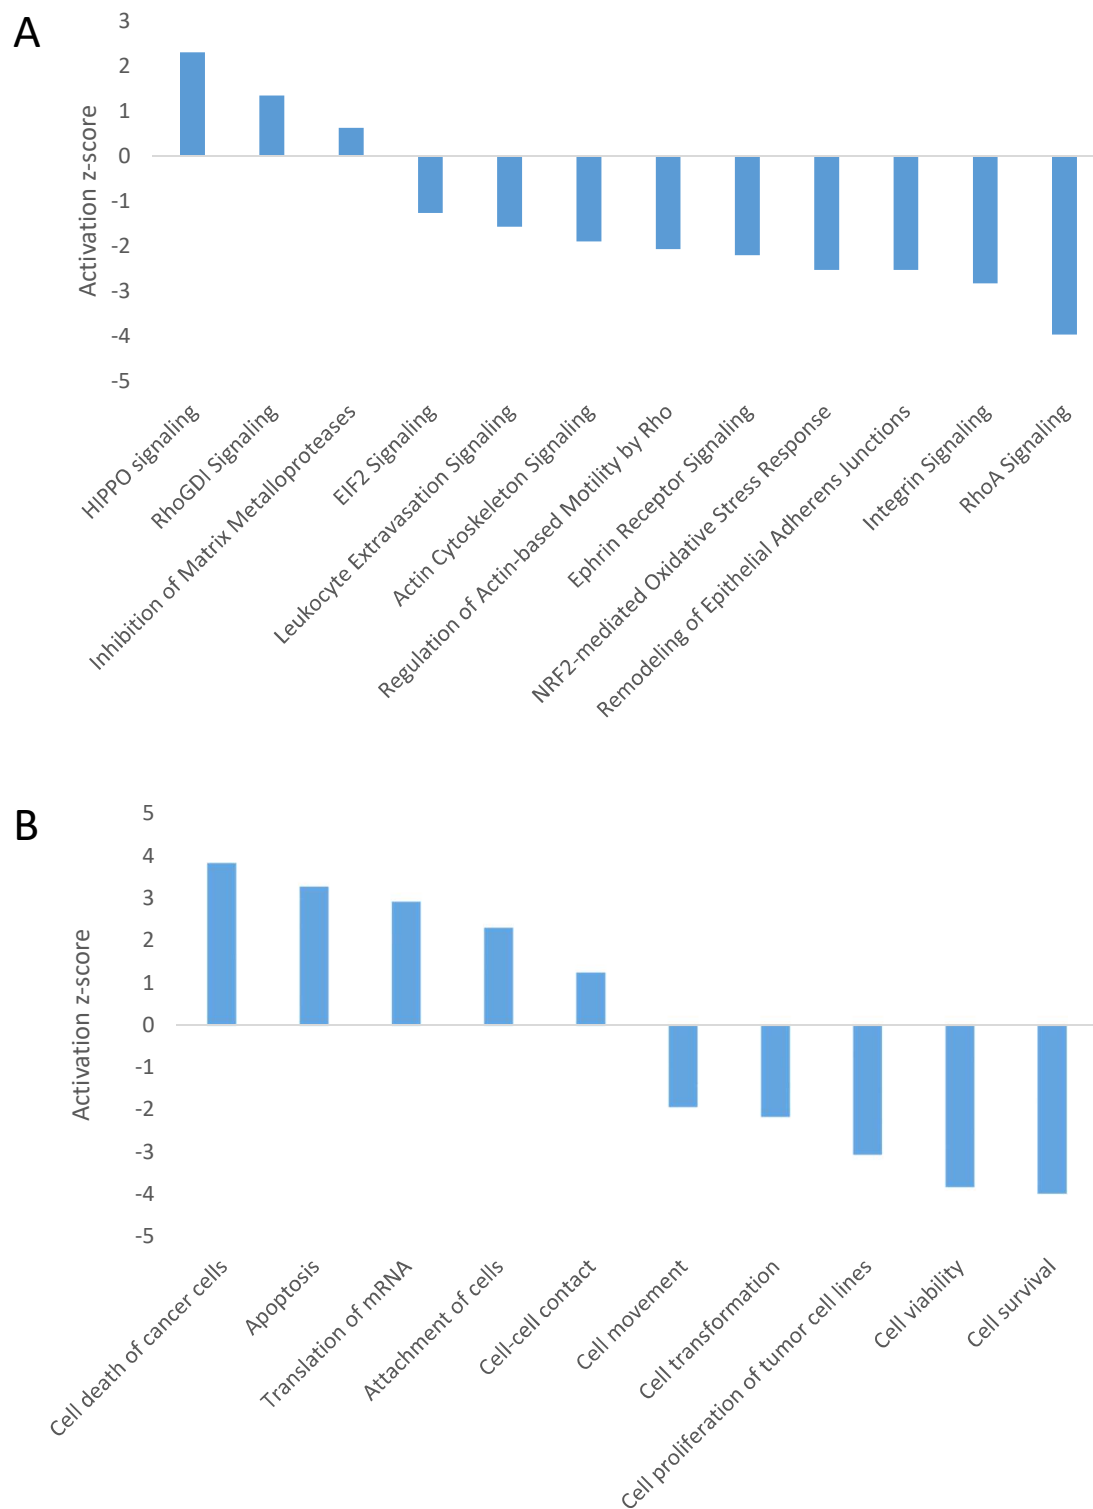 A
3
2
1
0
-1
-2
-3
-4
-5
Activation z-score
HIPPO signaling
RhoGDI Signaling
Inhibition of Matrix Metalloproteases
EIF2 Signaling
Leukocyte Extravasation Signaling
Actin Cytoskeleton Signaling
Regulation of Actin-based Motility by Rho
Ephrin Receptor Signaling
NRF2-mediated Oxidative Stress Response
Remodeling of Epithelial Adherens Junctions
Integrin Signaling
RhoA Signaling
B
5
4
3
2
1
0
-1
-2
-3
-4
-5
Activation z-score
Cell death of cancer cells
Apoptosis
Translation of mRNA
Attachment of cells
Cell-cell contact
Cell movement
Cell transformation
Cell proliferation of tumor cell lines
Cell viability
Cell survival